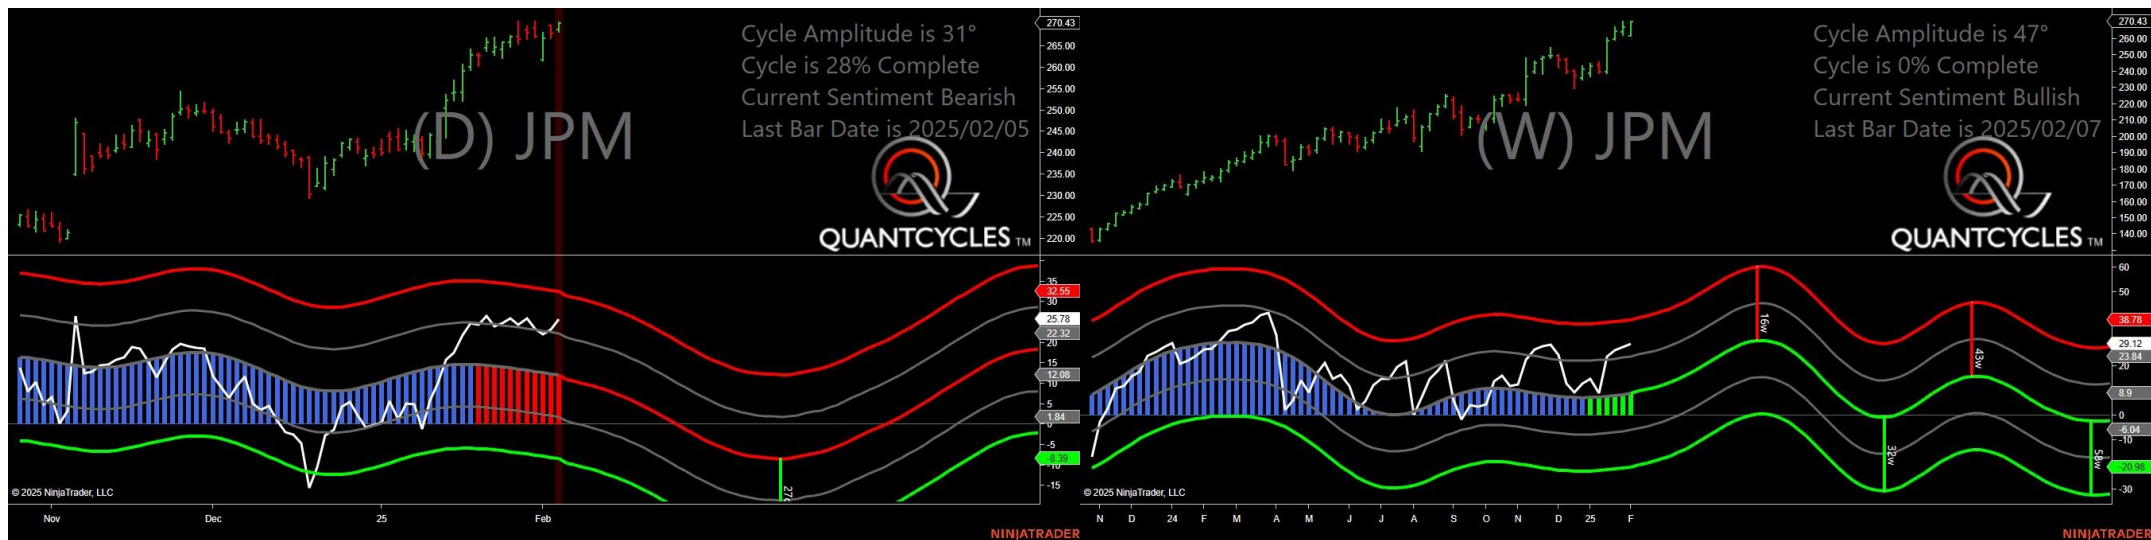 (D) JPM
Cycle Amplitude is 31°
Cycle is 28% Complete
Current Sentiment Bearish
Last Bar Date is 2025/02/05
QUANTCYCLES TM
270.43
265.00
260.00
255.00
250.00
245.00
240.00
235.00
230.00
225.00
220.00
35
32.55
30
25.78
22.32
20
15
12.08
10
5
1.84
0
-5
-8.39
-10
-15
© 2025 NinjaTrader, LLC
Nov Dec 25 Feb
NINJATRADER
(W) JPM
Cycle Amplitude is 47°
Cycle is 0% Complete
Current Sentiment Bullish
Last Bar Date is 2025/02/07
QUANTCYCLES TM
270.43
260.00
250.00
240.00
230.00
220.00
210.00
200.00
190.00
180.00
170.00
160.00
150.00
140.00
16w
43w
32w
58w
60
50
38.78
29.12
23.84
20
8.9
0
-6.04
-10
-20.98
-30
© 2025 NinjaTrader, LLC
N D 24 F M A M J J A S O N D 25 F
NINJATRADER